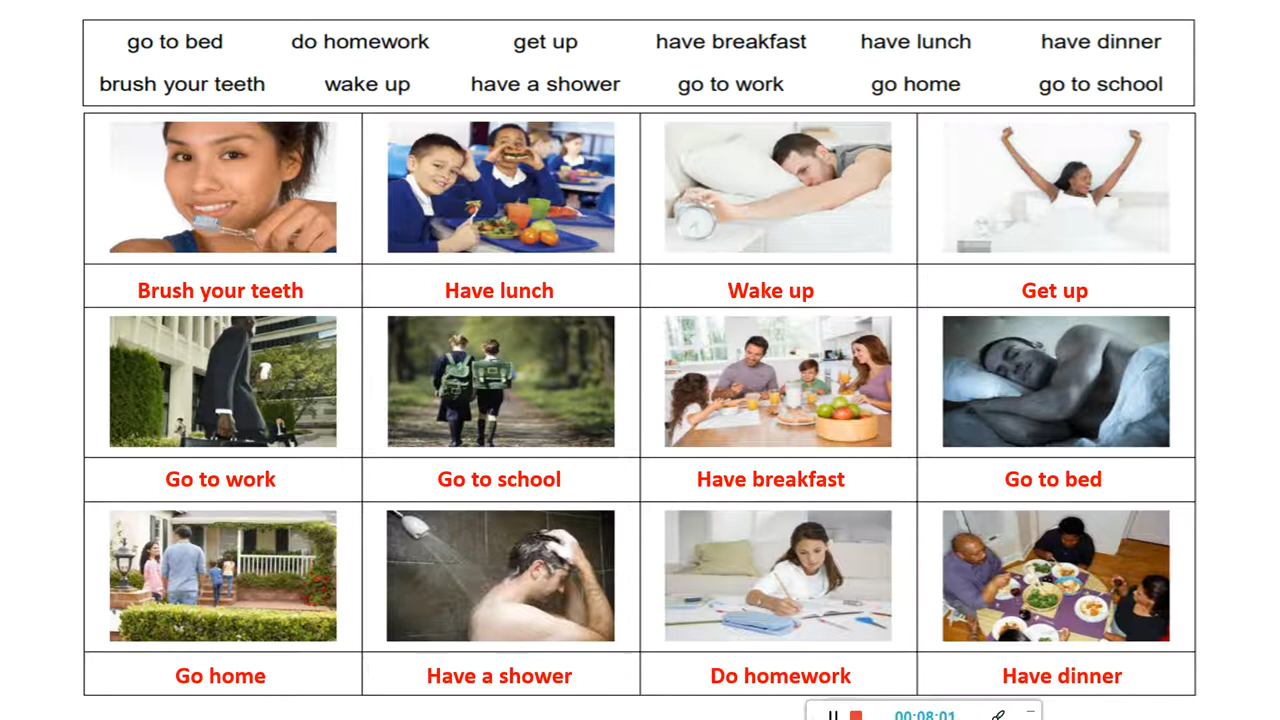 go to bed do homework get up have breakfast have lunch have dinner
brush your teeth wake up have a shower go to work go home go to school
Brush your teeth Have lunch Wake up Get up
Go to work Go to school Have breakfast Go to bed
Go home Have a shower Do homework Have dinner
00:08:01